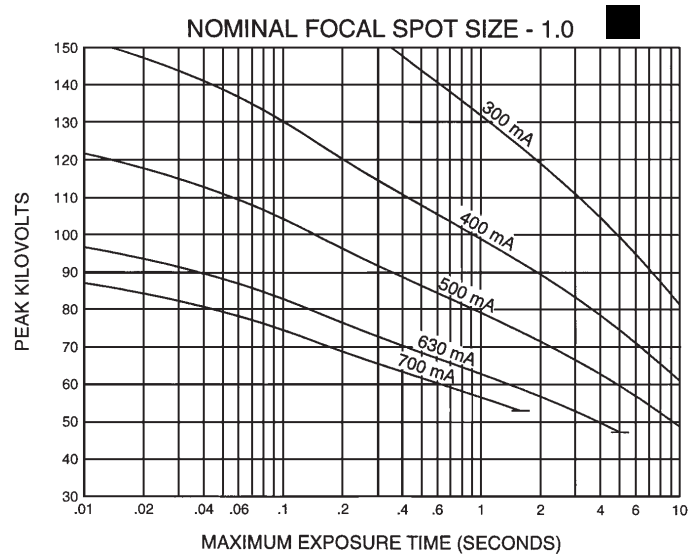 NOMINAL FOCAL SPOT SIZE - 1.0
150
140
130
120
110
100
90
80
70
60
50
40
30
PEAK KILOVOLTS
300 mA
400 mA
500 mA
630 mA
700 mA
.01 .02 .04 .06 .1 .2 .4 .6 1 2 4 6 10
MAXIMUM EXPOSURE TIME (SECONDS)